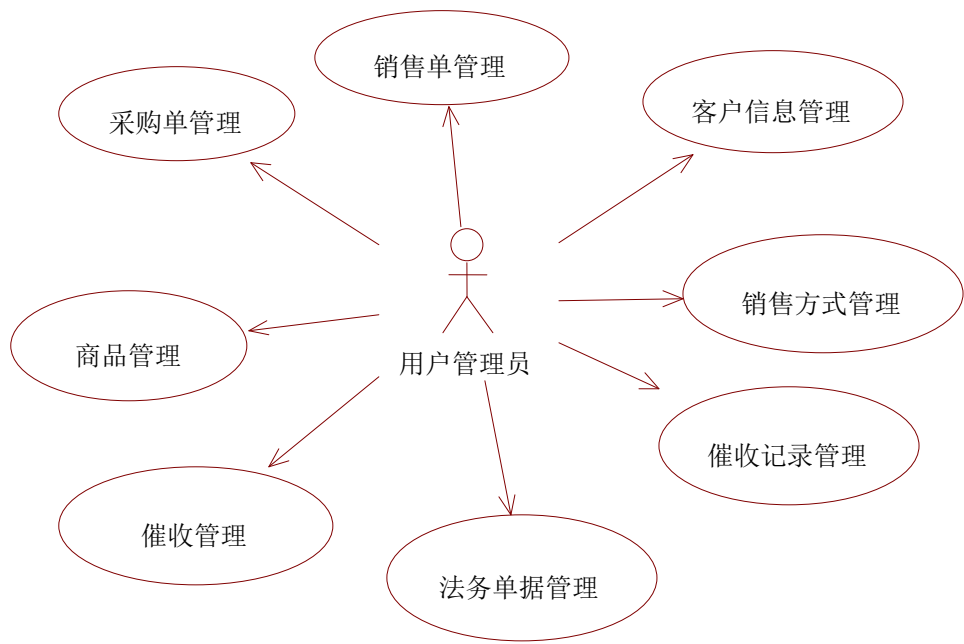 销售单管理
采购单管理
客户信息管理
销售方式管理
商品管理
用户管理员
催收记录管理
催收管理
法务单据管理